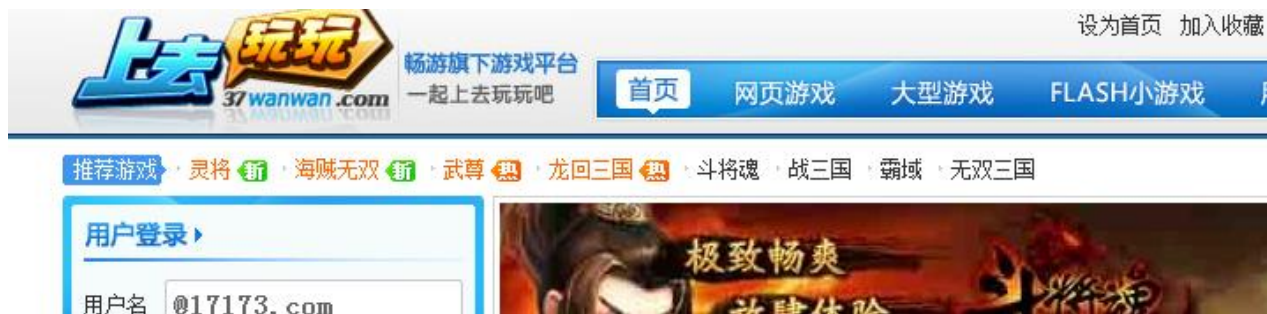 上去玩玩
37wanwan.com
畅游旗下游戏平台
一起上去玩玩吧
设为首页 加入收藏
首页 网页游戏 大型游戏 FLASH小游戏
推荐游戏 灵将 新 海贼无双 新 武尊 热 龙回三国 热 斗将魂 战三国 霸域 无双三国
用户登录
用户名 @17173.com
极致畅爽
放肆体验
斗将魂